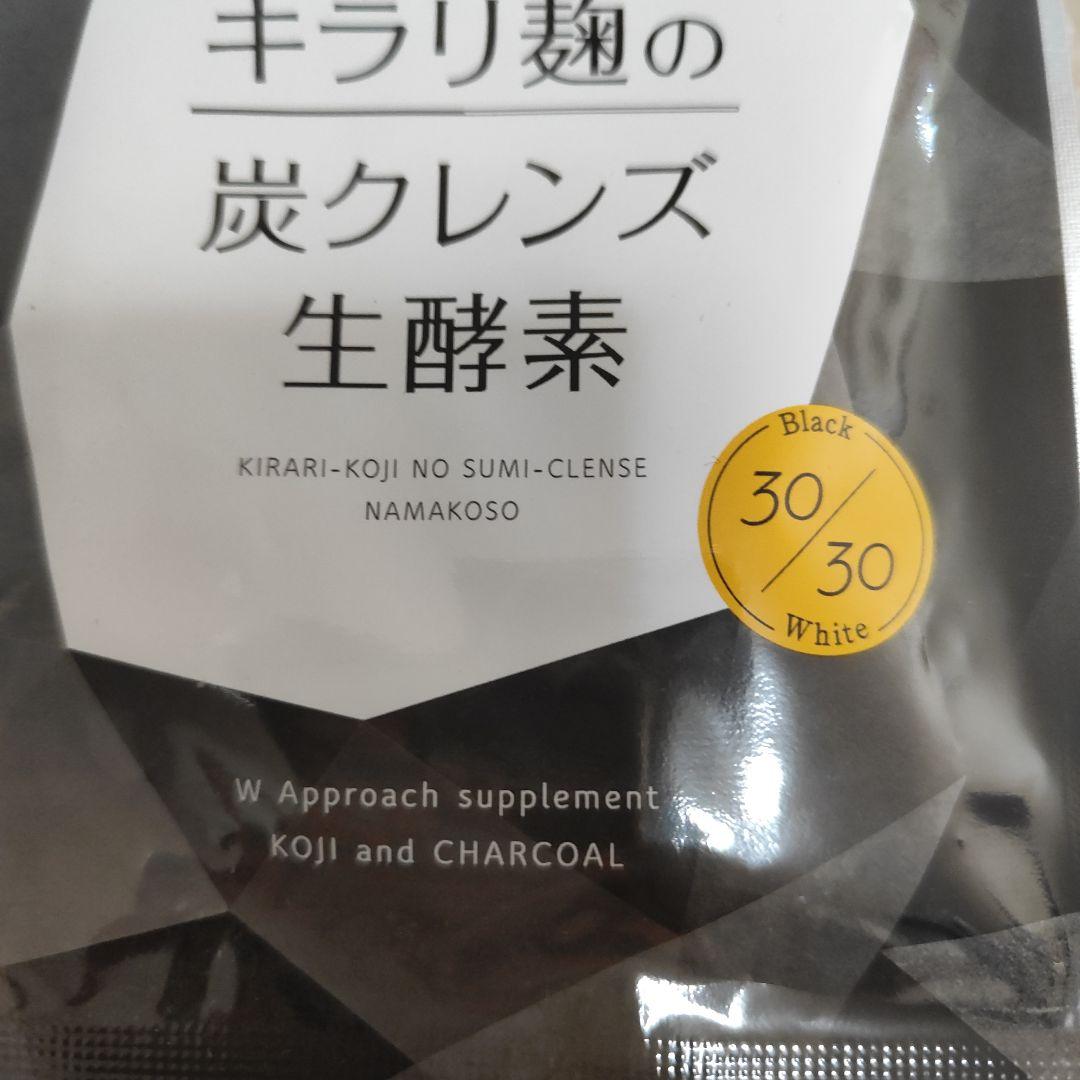 キラリ麹の
炭クレンズ
生酵素
KIRARI-KOJI NO SUMI-CLENSE
NAMAKOSO
Black
30
30
White
W Approach supplement
KOJI and CHARCOAL